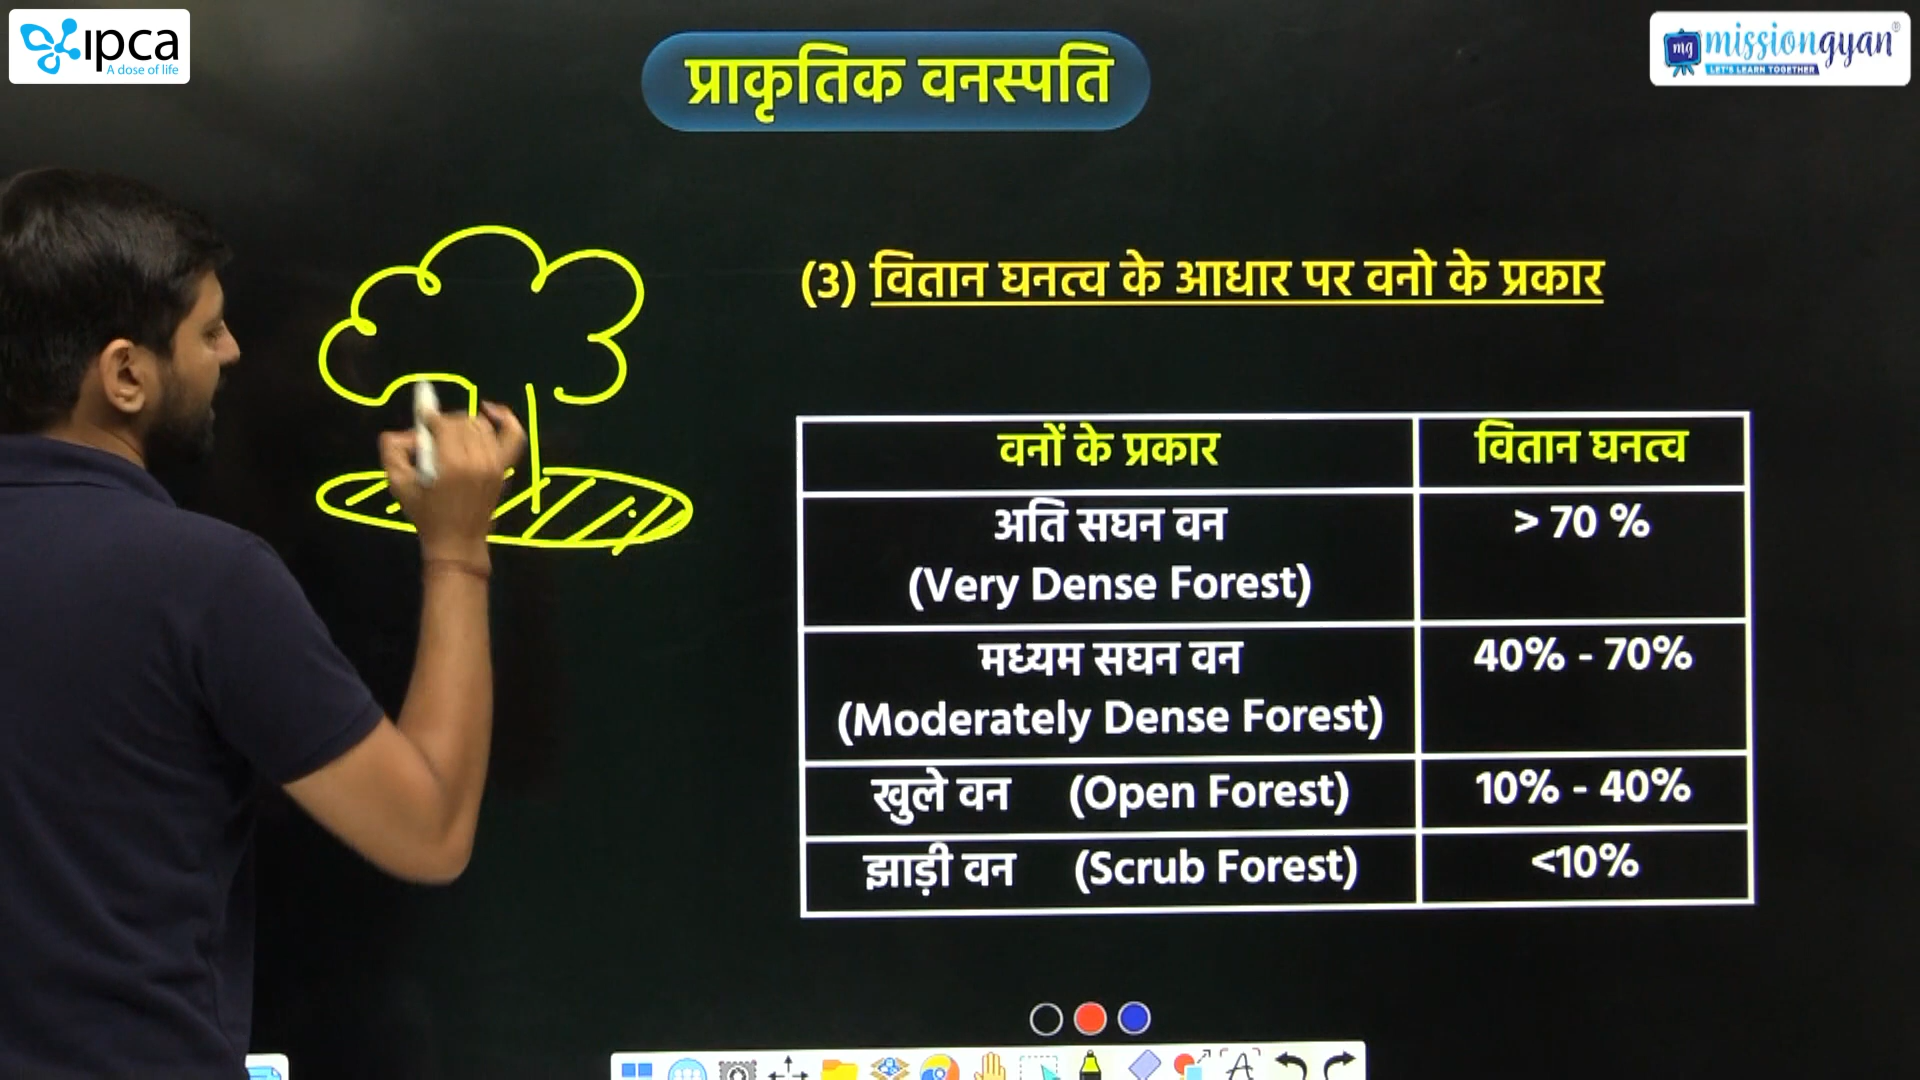 ipca
A dose of life
mg missiongyan
LET'S LEARN TOGETHER
प्राकृतिक वनस्पति
(3) वितान घनत्व के आधार पर वनो के प्रकार
वनों के प्रकार वितान घनत्व
अति सघन वन > 70 %
(Very Dense Forest)
मध्यम सघन वन 40% - 70%
(Moderately Dense Forest)
खुले वन (Open Forest) 10% - 40%
झाड़ी वन (Scrub Forest) <10%